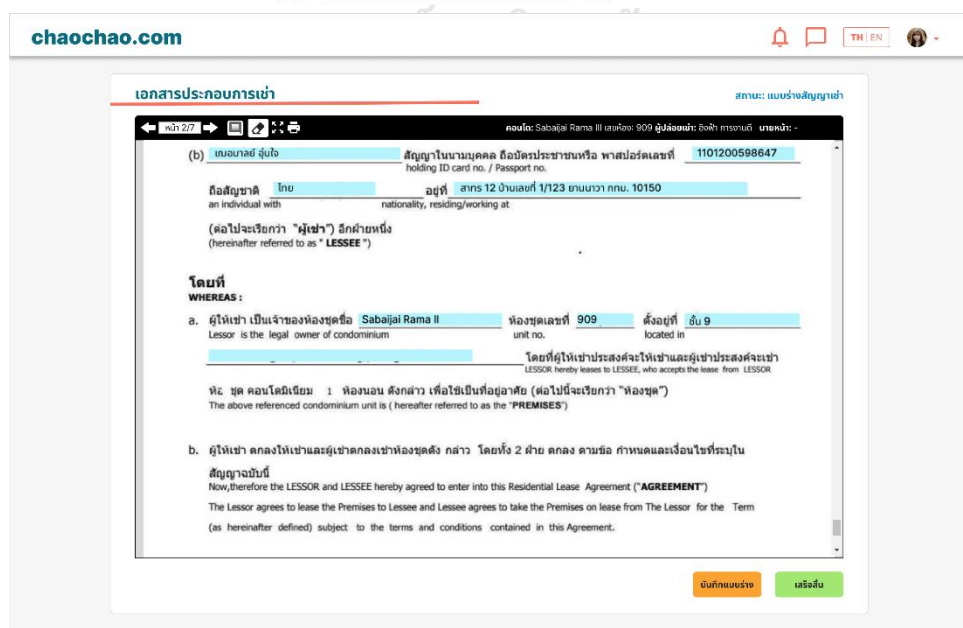 chaochao.com
TH EN
เอกสารประกอบการเช่า
สถานะ: แบบร่างสัญญาเช่า
หน้า 2/7
คอนโด: Sabaijai Rama III เลขห้อง: 909 ผู้ปล่อยเช่า: อิงฟ้า การงานดี นายหน้า: -
(b) เฌอมาลย์ อุ่นใจ สัญญาในนามบุคคล ถือบัตรประชาชนหรือ พาสปอร์ตเลขที่ 1101200598647
holding ID card no. / Passport no.
ถือสัญชาติ ไทย อยู่ที่ สาทร 12 บ้านเลขที่ 1/123 ยานนาวา กทม. 10150
an individual with nationality, residing/working at
(ต่อไปจะเรียกว่า "ผู้เช่า") อีกฝ่ายหนึ่ง
(hereinafter referred to as " LESSEE ")
โดยที่
WHEREAS :
a. ผู้ให้เช่า เป็นเจ้าของห้องชุดชื่อ Sabaijai Rama II ห้องชุดเลขที่ 909 ตั้งอยู่ที่ ชั้น 9
Lessor is the legal owner of condominium unit no. located in
โดยที่ผู้ให้เช่าประสงค์จะให้เช่าและผู้เช่าประสงค์จะเช่า
LESSOR hereby leases to LESSEE, who accepts the lease from LESSOR
ชุด คอนโดมิเนียม 1 ห้องนอน ดังกล่าว เพื่อใช้เป็นที่อยู่อาศัย (ต่อไปนี้จะเรียกว่า "ห้องชุด")
The above referenced condominium unit is ( hereafter referred to as the "PREMISES")
b. ผู้ให้เช่า ตกลงให้เช่าและผู้เช่าตกลงเช่าห้องชุดดัง กล่าว โดยทั้ง 2 ฝ่าย ตกลง ตามข้อ กำหนดและเงื่อนไขที่ระบุใน
สัญญาฉบับนี้
Now,therefore the LESSOR and LESSEE hereby agreed to enter into this Residential Lease Agreement ("AGREEMENT")
The Lessor agrees to lease the Premises to Lessee and Lessee agrees to take the Premises on lease from The Lessor for the Term
(as hereinafter defined) subject to the terms and conditions contained in this Agreement.
บันทึกแบบร่าง เสร็จสิ้น